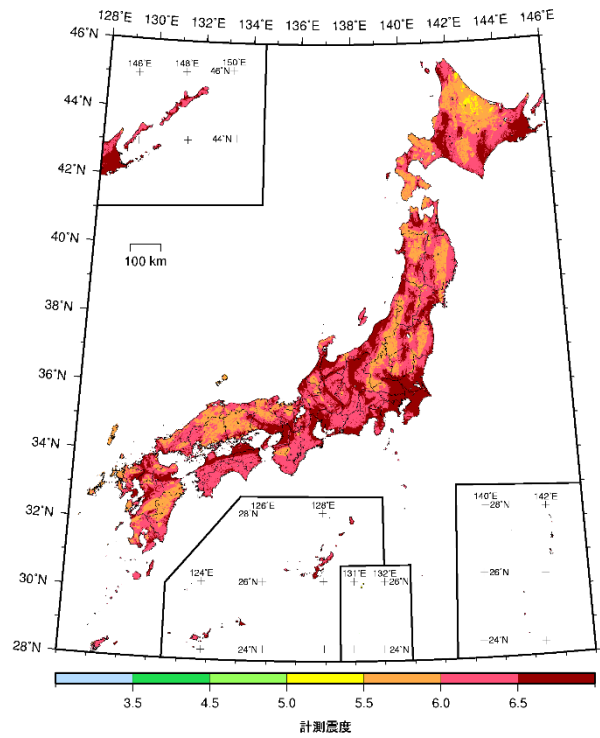 128˚E 130˚E 132˚E 134˚E 136˚E 138˚E 140˚E 142˚E 144˚E 146˚E
46˚N
146˚E 148˚E 150˚E
46˚N
44˚N
44˚N
42˚N
40˚N
100 km
38˚N
36˚N
34˚N
32˚N
30˚N
28˚N
126˚E 128˚E
28˚N
124˚E
26˚N
24˚N
131˚E 132˚E
26˚N
24˚N
140˚E 142˚E
28˚N
26˚N
24˚N
3.5 4.5 5.0 5.5 6.0 6.5
計測震度